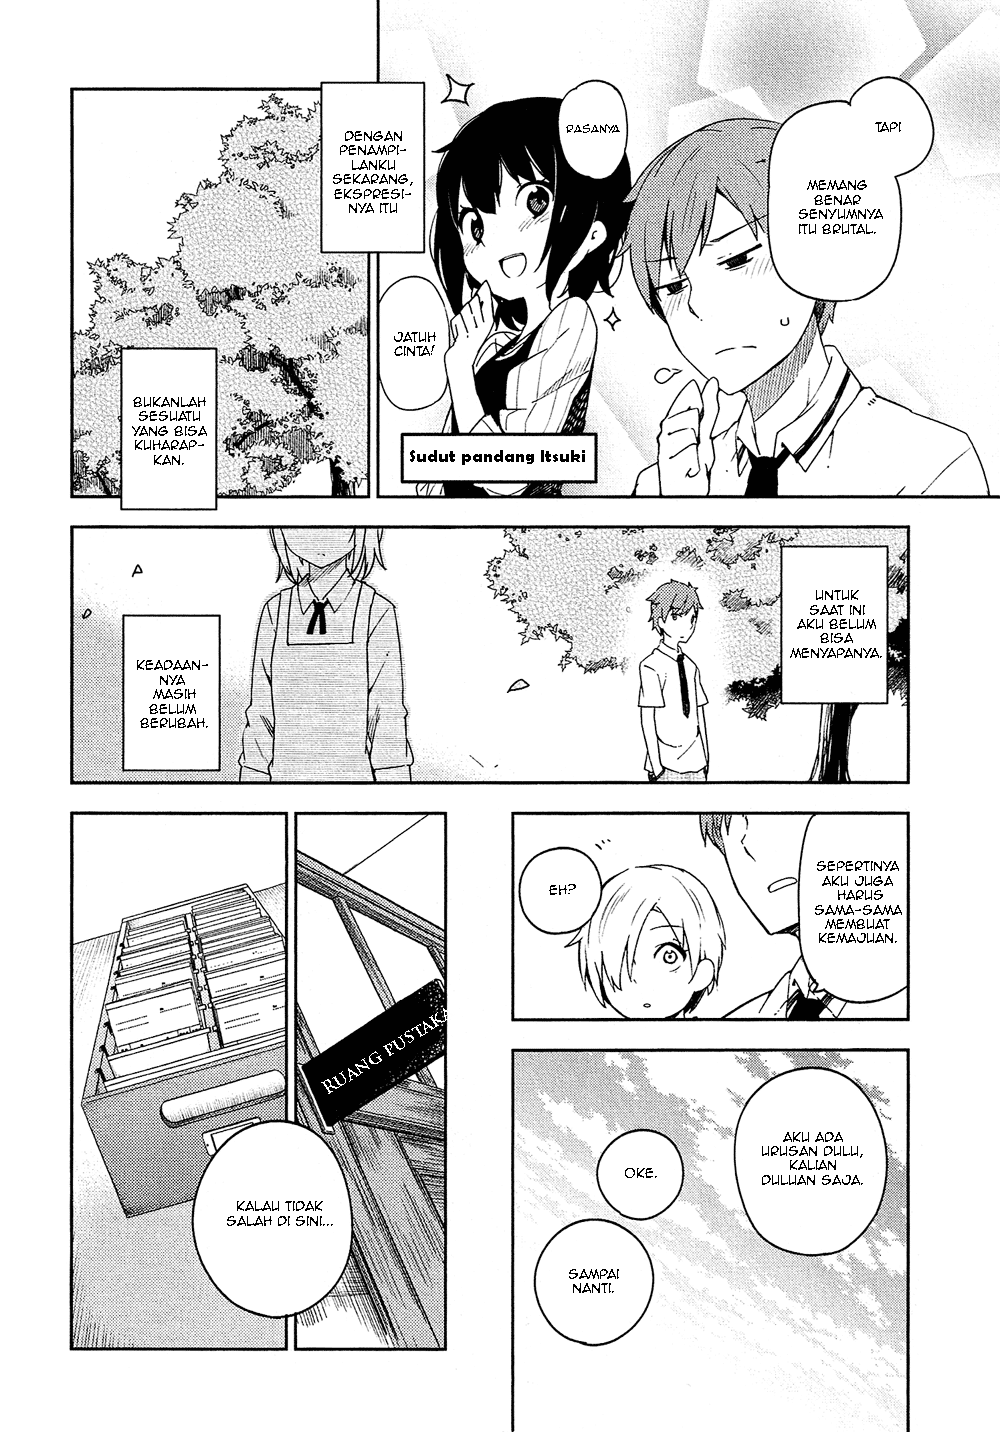 TAPI
MEMANG
BENAR
SENYUMNYA
ITU BRUTAL.
RASANYA
JATUH
CINTA!
Sudut pandang Itsuki
DENGAN
PENAMPI-
LANKU
SEKARANG,
EKSPRESI-
NYA ITU
BUKANLAH
SESUATU
YANG BISA
KUHARAP-
KAN.
UNTUK
SAAT INI
AKU BELUM
BISA
MENYAPANYA.
KEADAAN-
NYA
MASIH
BELUM
BERUBAH.
SEPERTINYA
AKU JUGA
HARUS
SAMA-SAMA
MEMBUAT
KEMAJUAN.
EH?
AKU ADA
URUSAN DULU,
KALIAN
DULUAN SAJA.
OKE.
SAMPAI
NANTI.
RUANG PUSTAKA
KALAU TIDAK
SALAH DI SINI...